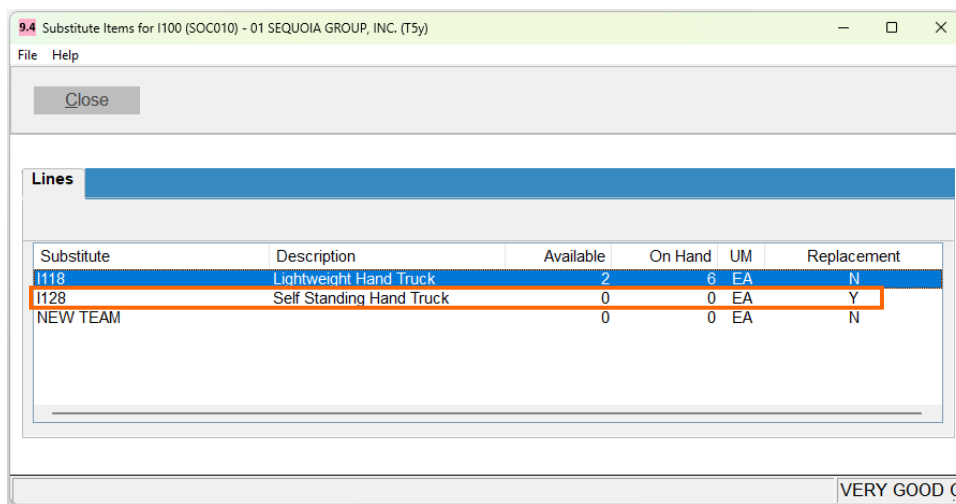 9.4 Substitute Items for I100 (SOC010) - 01 SEQUOIA GROUP, INC. (T5y)
File Help
Close
Lines
Substitute Description Available On Hand UM Replacement
I118 Lightweight Hand Truck 2 6 EA N
I128 Self Standing Hand Truck 0 0 EA Y
NEW TEAM 0 0 EA N
VERY GOOD